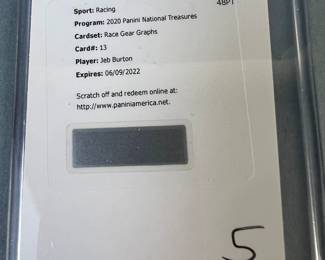 Sport: Racing
48PT
Program: 2020 Panini National Treasures
Cardset: Race Gear Graphs
Card#: 13
Player: Jeb Burton
Expires: 06/09/2022
Scratch off and redeem online at:
http://www.paniniamerica.net.
5